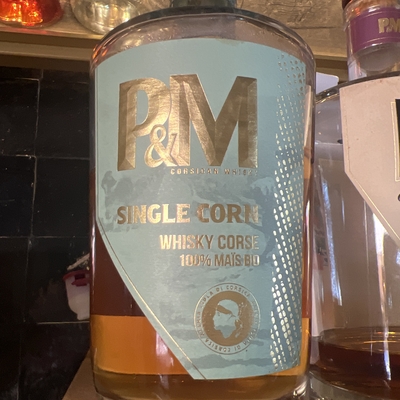 P&M
CORSICAN WHISKY
SINGLE CORN
WHISKY CORSE
100% MAÏS BIO
P&M